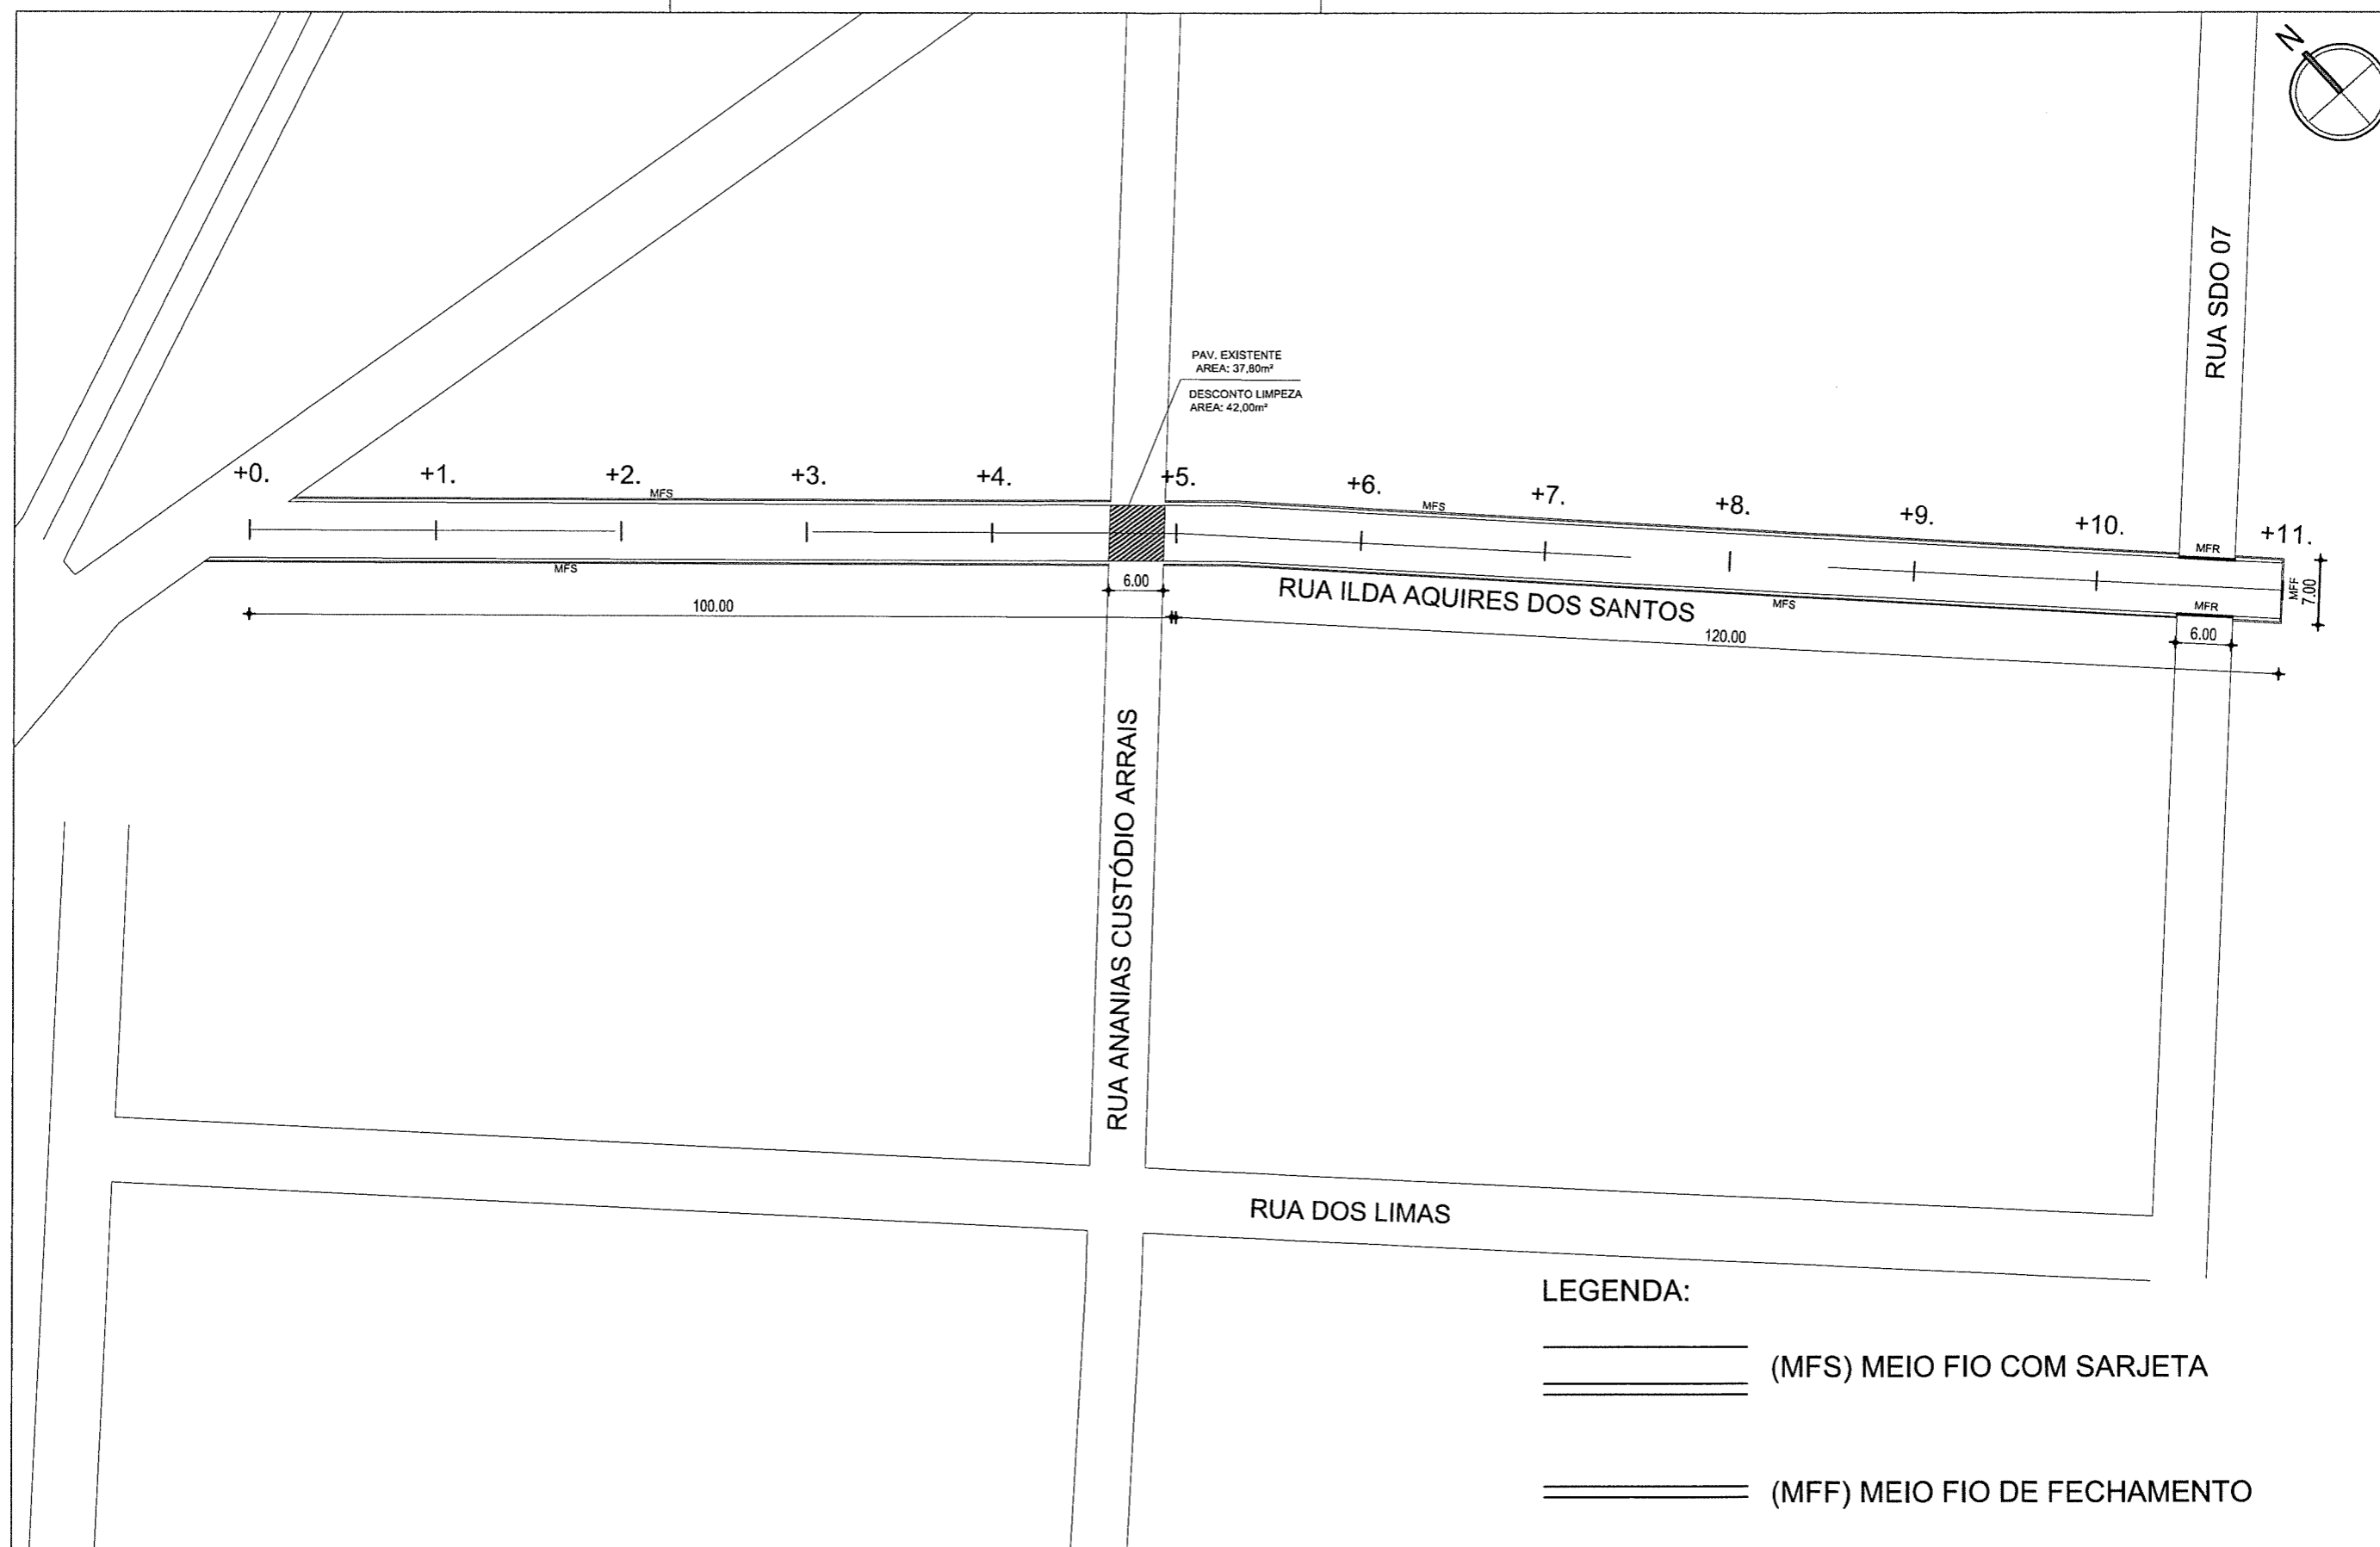 N
RUA SDO 07
PAV. EXISTENTE
AREA: 37,80m²
DESCONTO LIMPEZA
AREA: 42,00m²
+0.
+1.
+2.
+3.
+4.
+5.
+6.
+7.
+8.
+9.
+10.
+11.
MFS
MFS
MFR
MFS
MFS
MFR
MFF
7.00
6.00
100.00
RUA ILDA AQUIRES DOS SANTOS
120.00
6.00
RUA ANANIAS CUSTÓDIO ARRAIS
RUA DOS LIMAS
LEGENDA:
(MFS) MEIO FIO COM SARJETA
(MFF) MEIO FIO DE FECHAMENTO